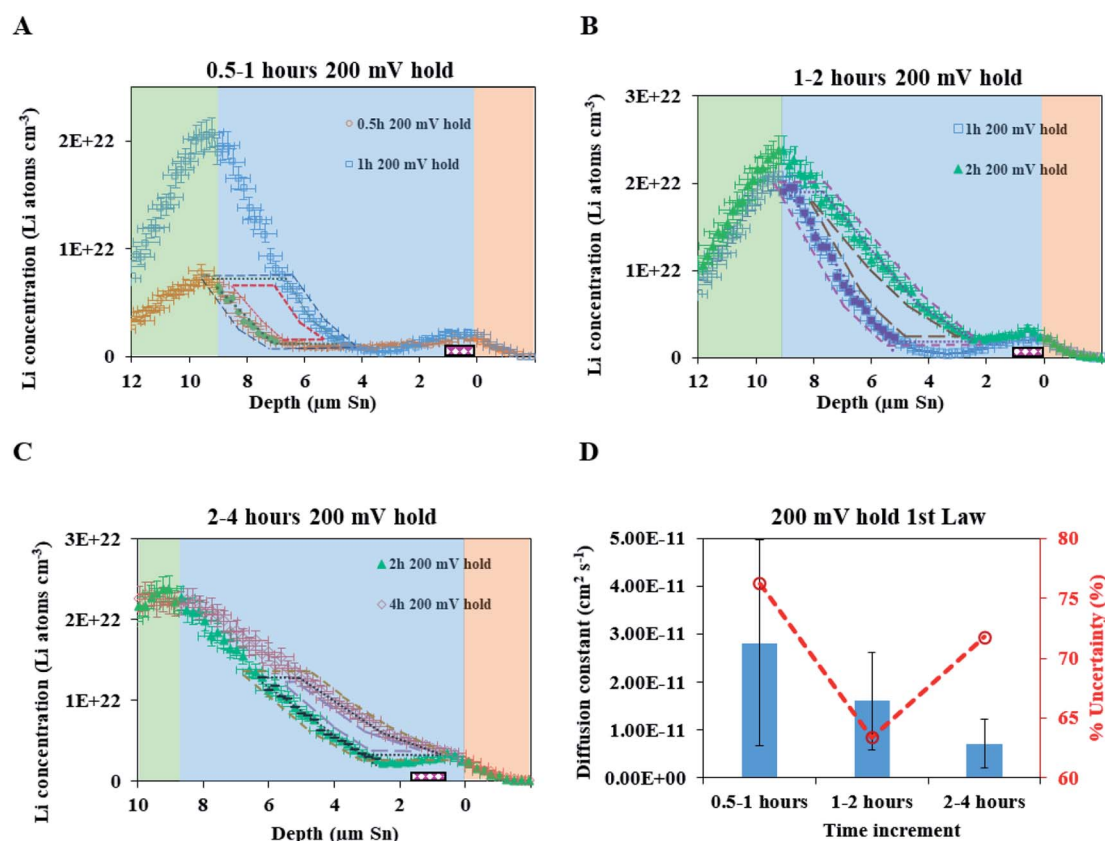 A
0.5-1 hours 200 mV hold
Li concentration (Li atoms cm⁻³)
2E+22
1E+22
0
0.5h 200 mV hold
1h 200 mV hold
12 10 8 6 4 2 0
Depth (µm Sn)
B
1-2 hours 200 mV hold
Li concentration (Li atoms cm⁻³)
3E+22
2E+22
1E+22
0
1h 200 mV hold
2h 200 mV hold
12 10 8 6 4 2 0
Depth (µm Sn)
C
2-4 hours 200 mV hold
Li concentration (Li atoms cm⁻³)
3E+22
2E+22
1E+22
0
2h 200 mV hold
4h 200 mV hold
10 8 6 4 2 0
Depth (µm Sn)
D
200 mV hold 1st Law
Diffusion constant (cm² s⁻¹)
5.00E-11
4.00E-11
3.00E-11
2.00E-11
1.00E-11
0.00E+00
80
75
70
65
60
% Uncertainty (%)
0.5-1 hours 1-2 hours 2-4 hours
Time increment